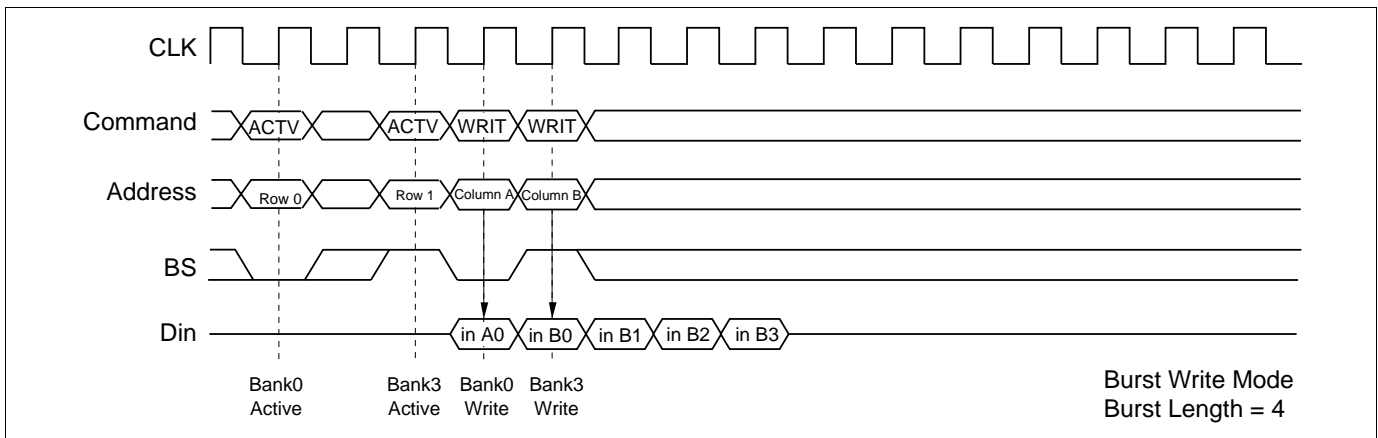 CLK
Command ACTV ACTV WRIT WRIT
Address Row 0 Row 1 Column A Column B
BS
Din in A0 in B0 in B1 in B2 in B3
Bank0 Bank3 Bank0 Bank3
Active Active Write Write
Burst Write Mode
Burst Length = 4